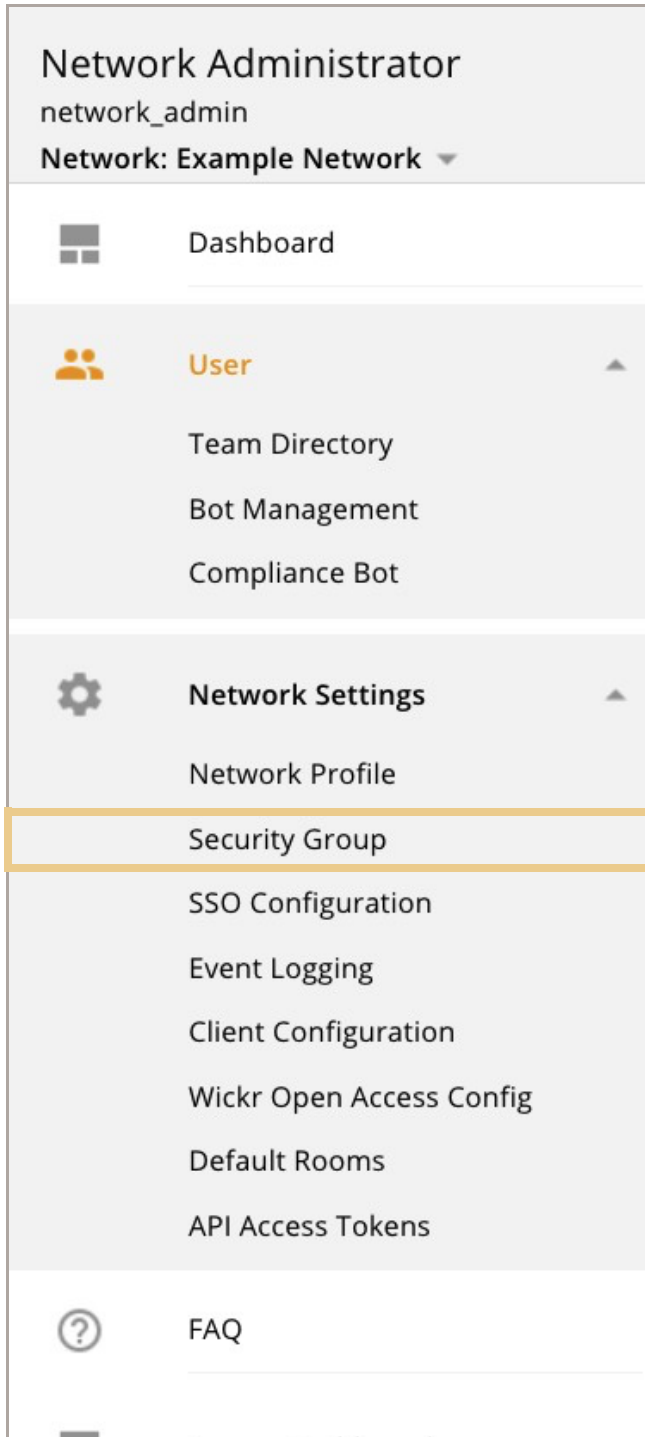 Network Administrator
network_admin
Network: Example Network
Dashboard
User
Team Directory
Bot Management
Compliance Bot
Network Settings
Network Profile
Security Group
SSO Configuration
Event Logging
Client Configuration
Wickr Open Access Config
Default Rooms
API Access Tokens
FAQ